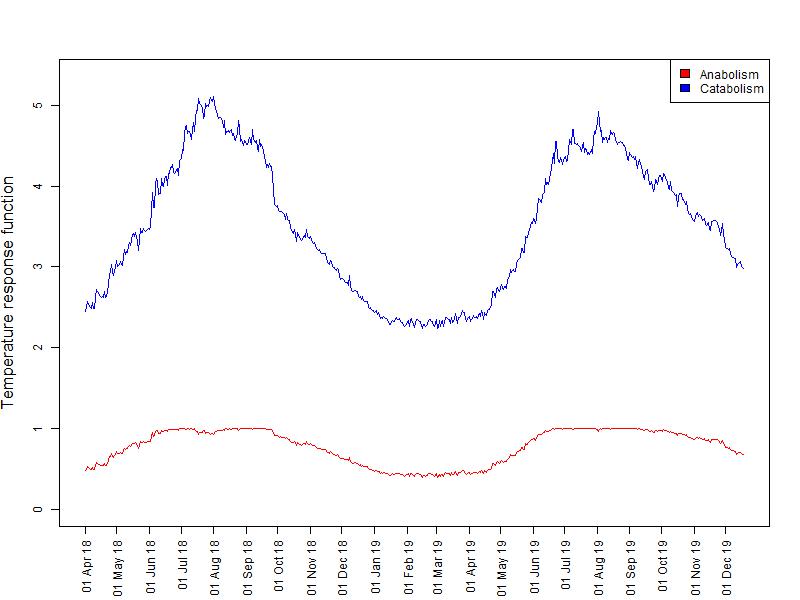 Anabolism
Catabolism
Temperature response function
5
4
3
2
1
0
01 Apr 18
01 May 18
01 Jun 18
01 Jul 18
01 Aug 18
01 Sep 18
01 Oct 18
01 Nov 18
01 Dec 18
01 Jan 19
01 Feb 19
01 Mar 19
01 Apr 19
01 May 19
01 Jun 19
01 Jul 19
01 Aug 19
01 Sep 19
01 Oct 19
01 Nov 19
01 Dec 19